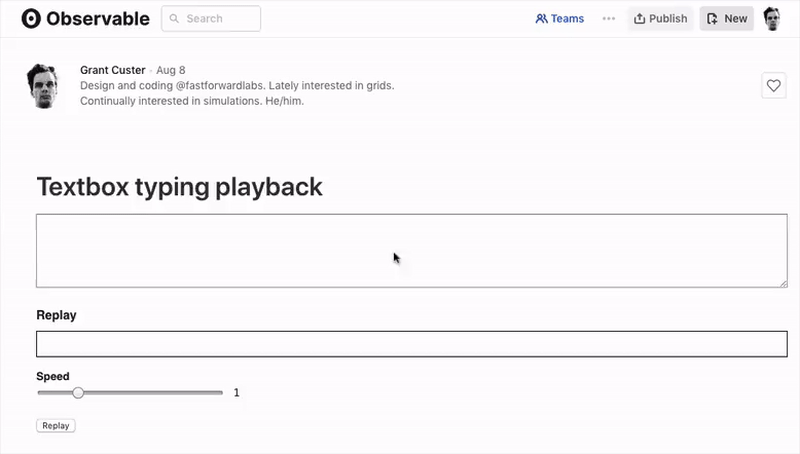 Observable
Search
Teams
Publish
New
Grant Custer · Aug 8
Design and coding @fastforwardlabs. Lately interested in grids.
Continually interested in simulations. He/him.
Textbox typing playback
Replay
Speed
1
Replay